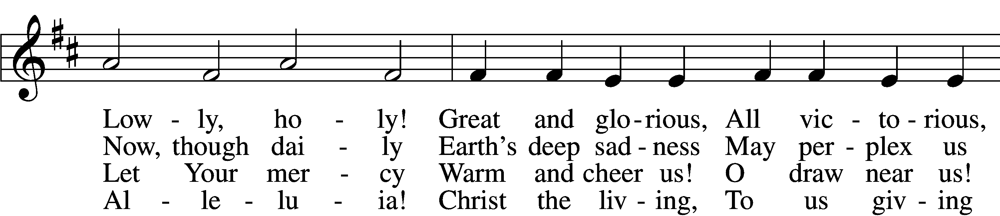 Low - ly, ho - ly! Great and glo - rious, All vic - to - rious,
Now, though dai - ly Earth's deep sad - ness May per - plex us
Let Your mer - cy Warm and cheer us! O draw near us!
Al - le - lu - ia! Christ the liv - ing, To us giv - ing